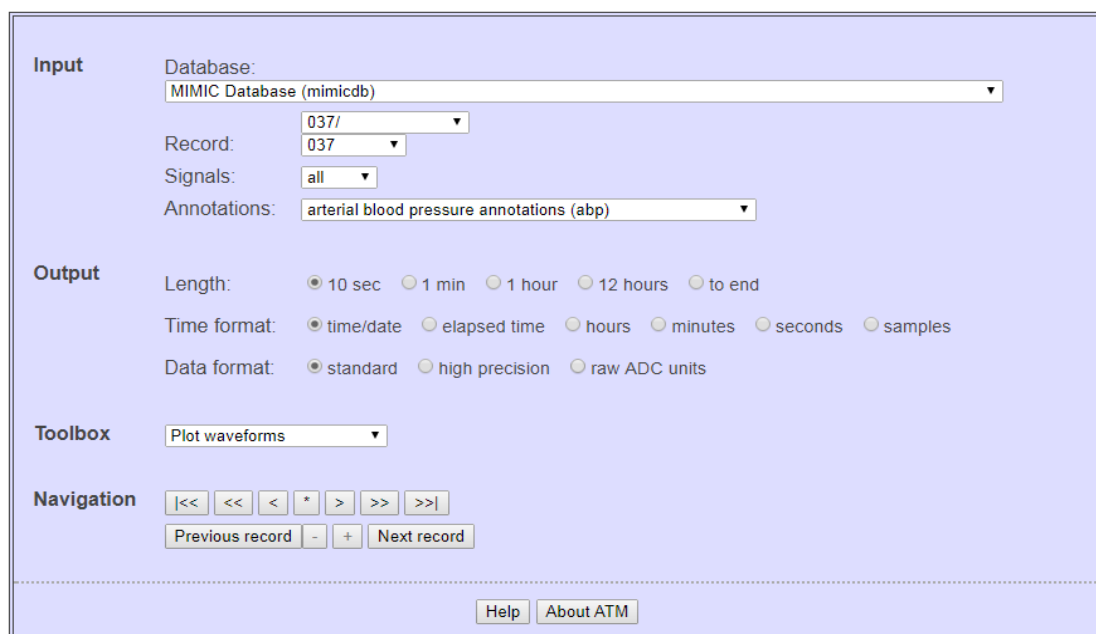 Input
Database:
MIMIC Database (mimicdb)
037/
Record: 037
Signals: all
Annotations: arterial blood pressure annotations (abp)
Output
Length: 10 sec 1 min 1 hour 12 hours to end
Time format: time/date elapsed time hours minutes seconds samples
Data format: standard high precision raw ADC units
Toolbox Plot waveforms
Navigation |<< << < * > >> >>|
Previous record - + Next record
Help About ATM